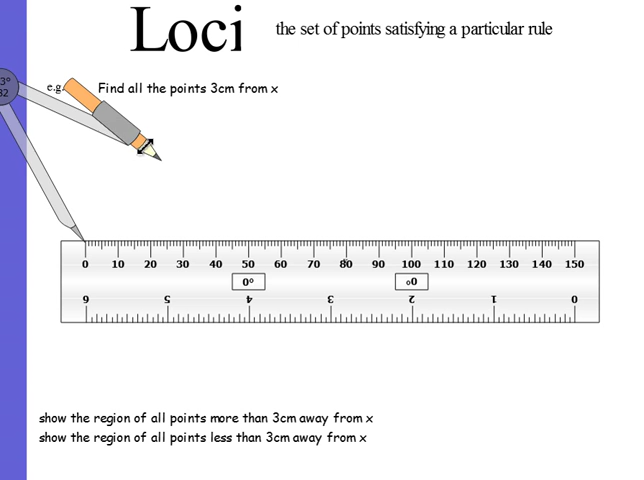 Loci
the set of points satisfying a particular rule
3°
32
e.g.
Find all the points 3cm from x
0 10 20 30 40 50 60 70 80 90 100 110 120 130 140 150
0° 0°
6 5 4 3 2 1 0
show the region of all points more than 3cm away from x
show the region of all points less than 3cm away from x